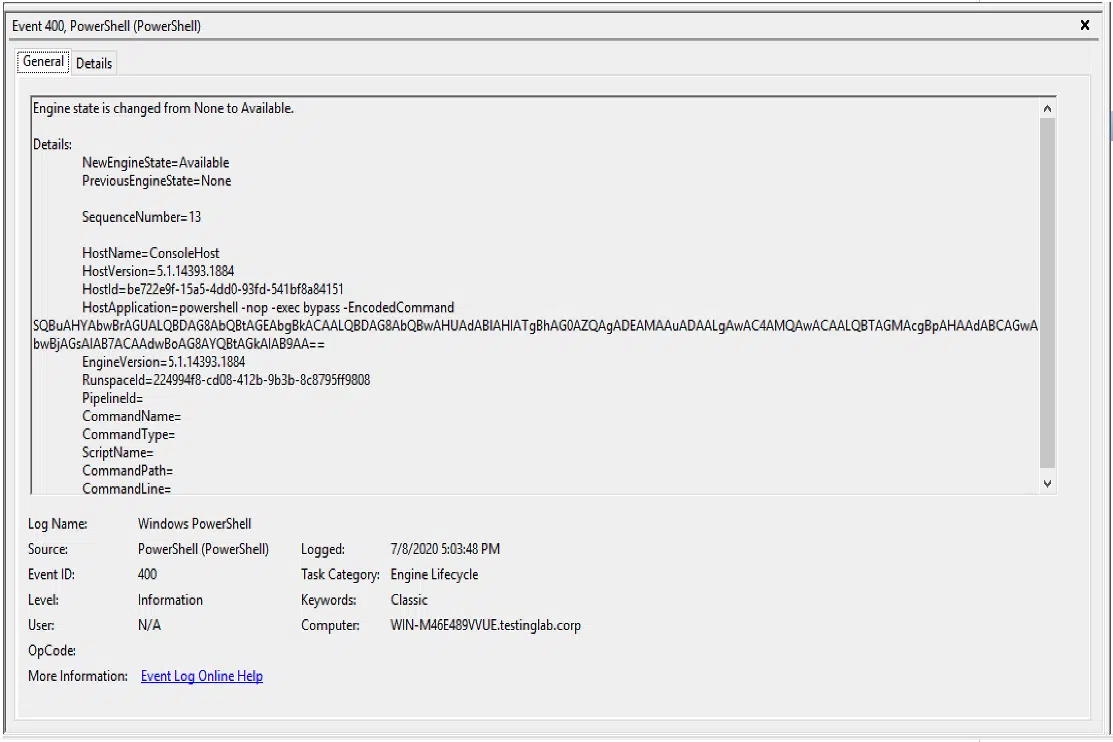 Event 400, PowerShell (PowerShell)
General
Details
Engine state is changed from None to Available.
Details:
NewEngineState=Available
PreviousEngineState=None
SequenceNumber=13
HostName=ConsoleHost
HostVersion=5.1.14393.1884
HostId=be722e9f-15a5-4dd0-93fd-541bf8a84151
HostApplication=powershell -nop -exec bypass -EncodedCommand
SQBuAHYAbwBrAGUALQBDAG8AbQBtAGEAbgBkACAALQBDAG8AbQBwAHUAdABlAHIATgBhAG0AZQAgADEAMAAuADAALgAwAC4AMQAwACAALQBTAGMAcgBpAHAAdABCAGwA
bwBjAGsAIAB7ACAAdwBoAG8AYQBtAGkAIAB9AA==
EngineVersion=5.1.14393.1884
RunspaceId=224994f8-cd08-412b-9b3b-8c8795ff9808
PipelineId=
CommandName=
CommandType=
ScriptName=
CommandPath=
CommandLine=
Log Name: Windows PowerShell
Source: PowerShell (PowerShell) Logged: 7/8/2020 5:03:48 PM
Event ID: 400 Task Category: Engine Lifecycle
Level: Information Keywords: Classic
User: N/A Computer: WIN-M46E489VVUE.testinglab.corp
OpCode:
More Information: Event Log Online Help